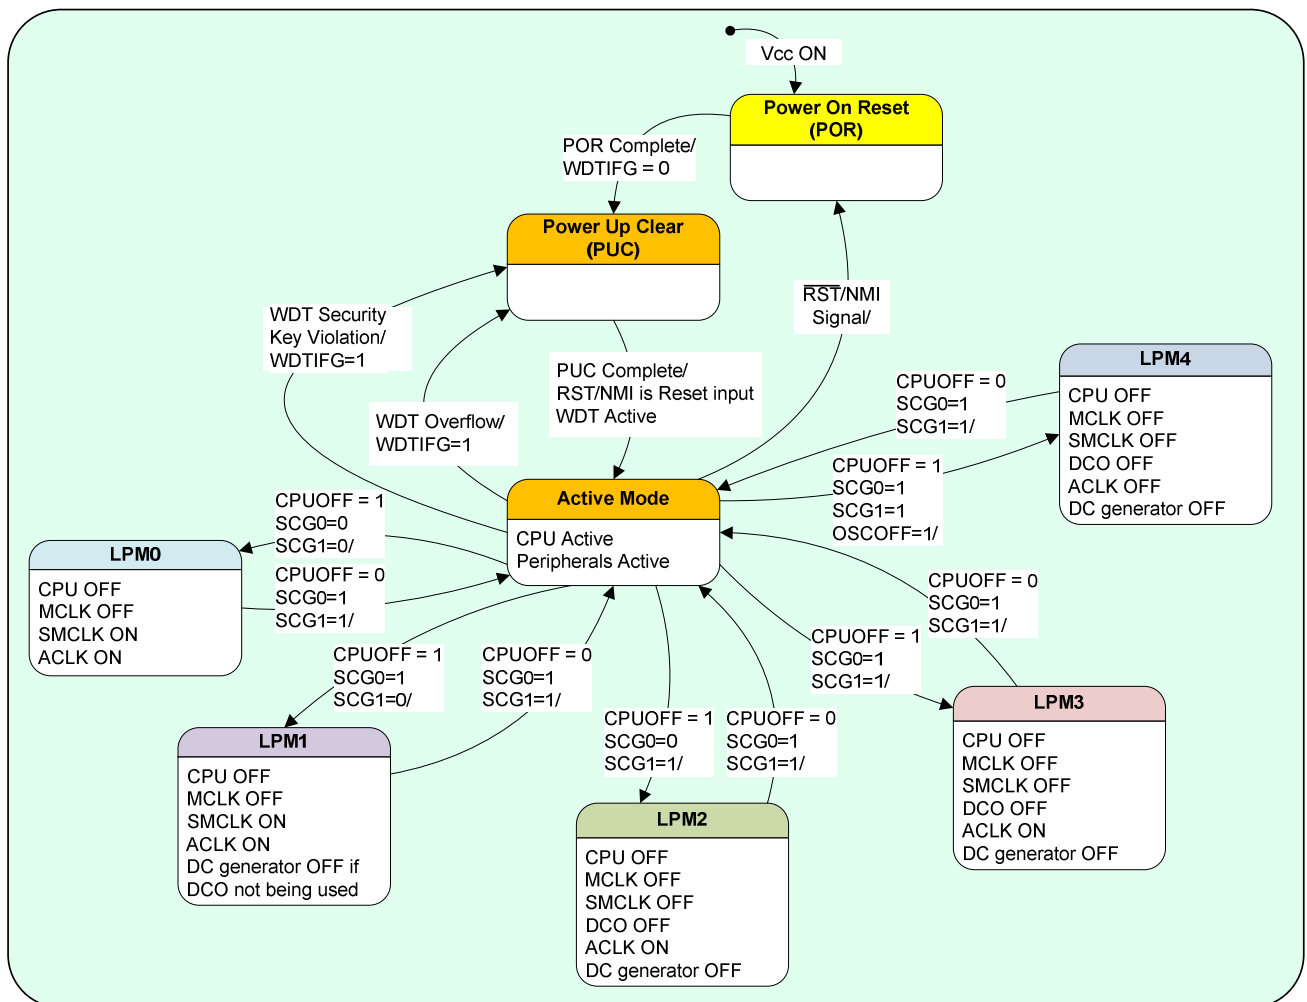 Vcc ON
Power On Reset
(POR)
POR Complete/
WDTIFG = 0
Power Up Clear
(PUC)
WDT Security
Key Violation/
WDTIFG=1
RST/NMI
Signal/
PUC Complete/
RST/NMI is Reset input
WDT Active
WDT Overflow/
WDTIFG=1
LPM4
CPU OFF
MCLK OFF
SMCLK OFF
DCO OFF
ACLK OFF
DC generator OFF
CPUOFF = 0
SCG0=1
SCG1=1/
CPUOFF = 1
SCG0=1
SCG1=1
OSCOFF=1/
Active Mode
CPU Active
Peripherals Active
CPUOFF = 1
SCG0=0
SCG1=0/
LPM0
CPU OFF
MCLK OFF
SMCLK ON
ACLK ON
CPUOFF = 0
SCG0=1
SCG1=1/
CPUOFF = 1
SCG0=1
SCG1=0/
CPUOFF = 0
SCG0=1
SCG1=1/
CPUOFF = 1
SCG0=0
SCG1=1/
CPUOFF = 0
SCG0=1
SCG1=1/
CPUOFF = 1
SCG0=1
SCG1=1/
CPUOFF = 0
SCG0=1
SCG1=1/
LPM1
CPU OFF
MCLK OFF
SMCLK ON
ACLK ON
DC generator OFF if
DCO not being used
LPM2
CPU OFF
MCLK OFF
SMCLK OFF
DCO OFF
ACLK ON
DC generator OFF
LPM3
CPU OFF
MCLK OFF
SMCLK OFF
DCO OFF
ACLK ON
DC generator OFF